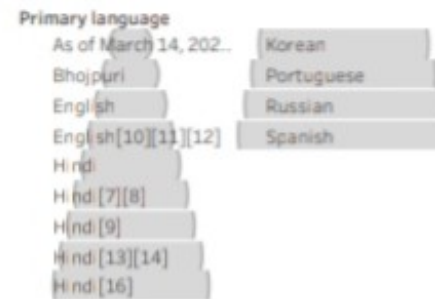 Primary language
As of March 14, 202...
Bhojpuri
English
English[10][11][12]
Hindi
Hindi[7][8]
Hindi[9]
Hindi[13][14]
Hindi[16]
Korean
Portuguese
Russian
Spanish